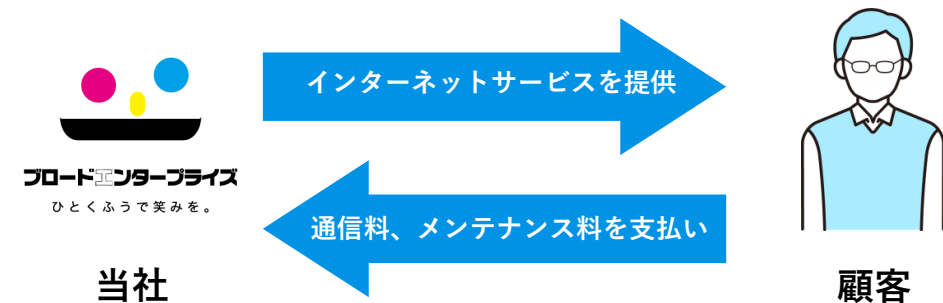 インターネットサービスを提供
ブロードエンタープライズ
ひとくふうで笑みを。
通信料、メンテナンス料を支払い
当社
顧客